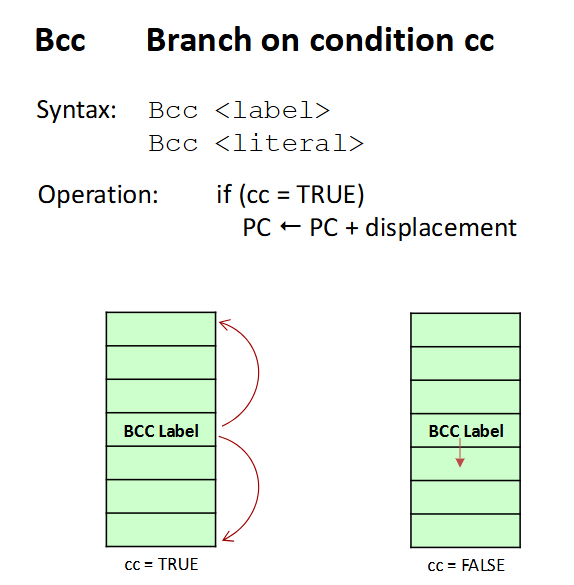 Bcc Branch on condition cc
Syntax: Bcc <label>
Bcc <literal>
Operation: if (cc = TRUE)
PC ← PC + displacement
BCC Label
BCC Label
cc = TRUE
cc = FALSE